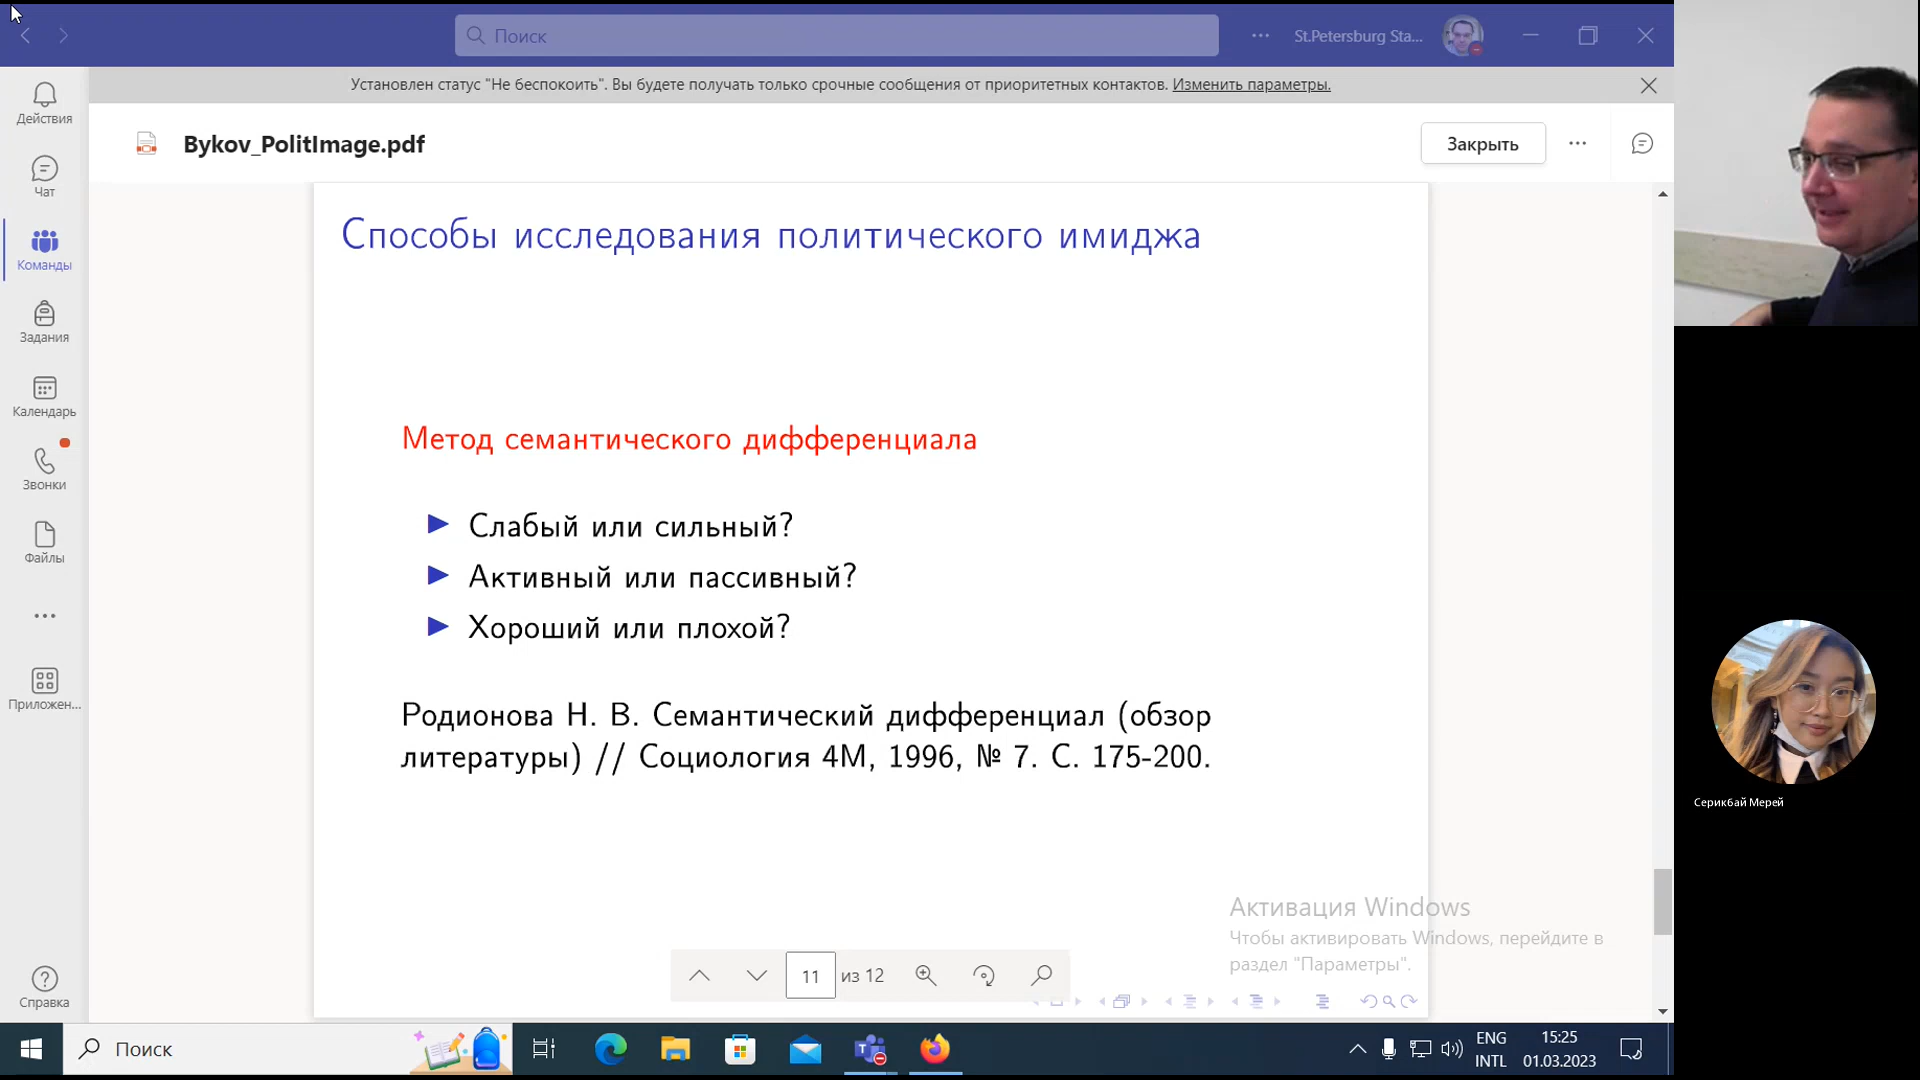 Поиск
St.Petersburg Sta...
Установлен статус "Не беспокоить". Вы будете получать только срочные сообщения от приоритетных контактов. Изменить параметры.
Действия
Чат
Команды
Задания
Календарь
Звонки
Файлы
Приложен...
Справка
Bykov_PolitImage.pdf
Закрыть
Способы исследования политического имиджа
Метод семантического дифференциала
Слабый или сильный?
Активный или пассивный?
Хороший или плохой?
Родионова Н. В. Семантический дифференциал (обзор
литературы) // Социология 4М, 1996, № 7. С. 175-200.
Активация Windows
Чтобы активировать Windows, перейдите в
раздел "Параметры".
11 из 12
Серикбай Мерей
Поиск
ENG
INTL
15:25
01.03.2023